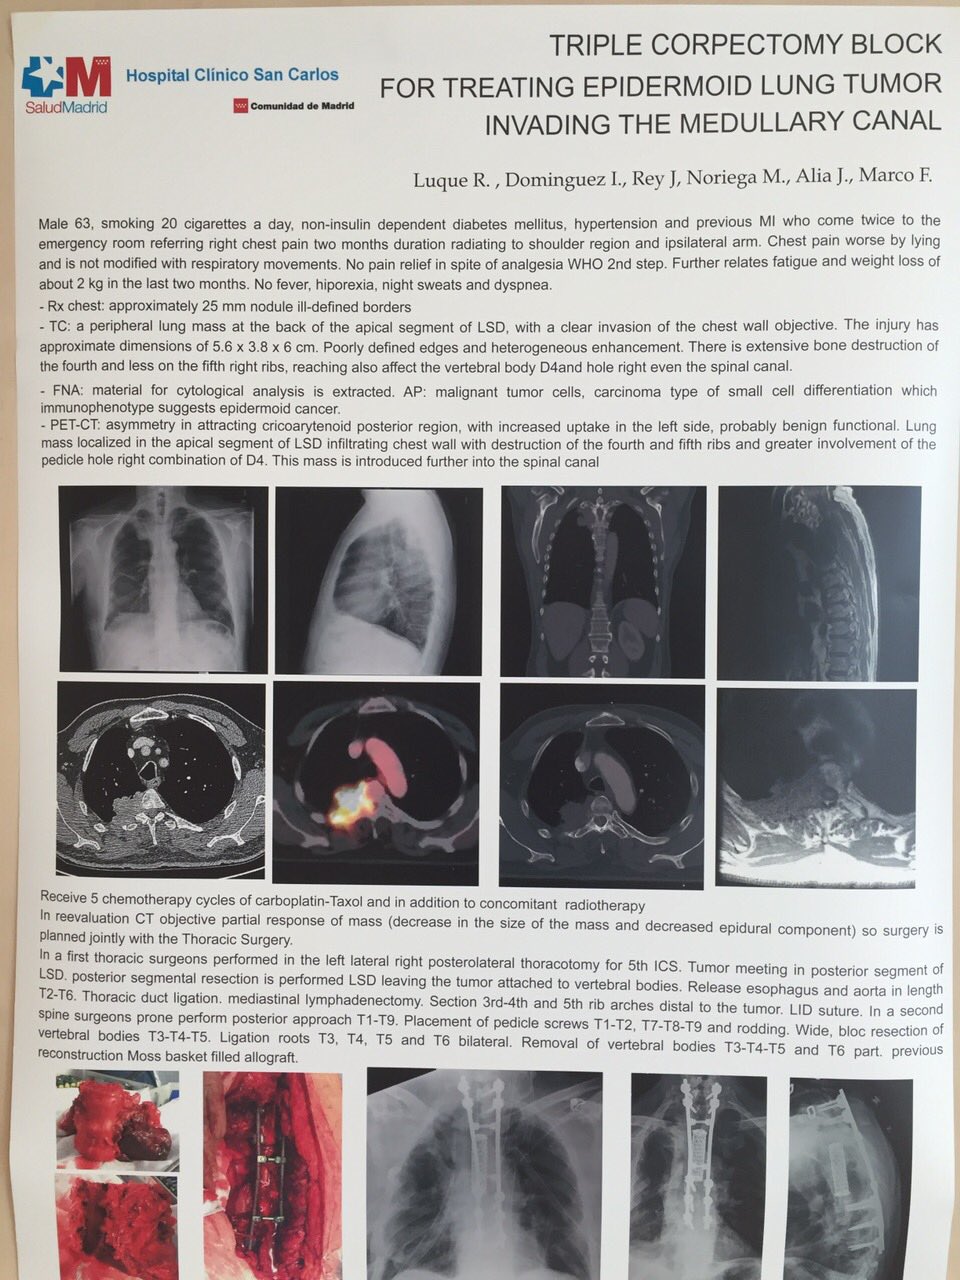 TRIPLE CORPECTOMY BLOCK
FOR TREATING EPIDERMOID LUNG TUMOR
INVADING THE MEDULLARY CANAL
M
SaludMadrid
Hospital Clínico San Carlos
Comunidad de Madrid
Luque R. , Dominguez I., Rey J, Noriega M., Alia J., Marco F.
Male 63, smoking 20 cigarettes a day, non-insulin dependent diabetes mellitus, hypertension and previous MI who come twice to the
emergency room referring right chest pain two months duration radiating to shoulder region and ipsilateral arm. Chest pain worse by lying
and is not modified with respiratory movements. No pain relief in spite of analgesia WHO 2nd step. Further relates fatigue and weight loss of
about 2 kg in the last two months. No fever, hiporexia, night sweats and dyspnea.
- Rx chest: approximately 25 mm nodule ill-defined borders
- TC: a peripheral lung mass at the back of the apical segment of LSD, with a clear invasion of the chest wall objective. The injury has
approximate dimensions of 5.6 x 3.8 x 6 cm. Poorly defined edges and heterogeneous enhancement. There is extensive bone destruction of
the fourth and less on the fifth right ribs, reaching also affect the vertebral body D4and hole right even the spinal canal.
- FNA: material for cytological analysis is extracted. AP: malignant tumor cells, carcinoma type of small cell differentiation which
immunophenotype suggests epidermoid cancer.
- PET-CT: asymmetry in attracting cricoarytenoid posterior region, with increased uptake in the left side, probably benign functional. Lung
mass localized in the apical segment of LSD infiltrating chest wall with destruction of the fourth and fifth ribs and greater involvement of the
pedicle hole right combination of D4. This mass is introduced further into the spinal canal
Receive 5 chemotherapy cycles of carboplatin-Taxol and in addition to concomitant radiotherapy
In reevaluation CT objective partial response of mass (decrease in the size of the mass and decreased epidural component) so surgery is
planned jointly with the Thoracic Surgery.
In a first thoracic surgeons performed in the left lateral right posterolateral thoracotomy for 5th ICS. Tumor meeting in posterior segment of
LSD. posterior segmental resection is performed LSD leaving the tumor attached to vertebral bodies. Release esophagus and aorta in length
T2-T6. Thoracic duct ligation. mediastinal lymphadenectomy. Section 3rd-4th and 5th rib arches distal to the tumor. LID suture. In a second
spine surgeons prone perform posterior approach T1-T9. Placement of pedicle screws T1-T2, T7-T8-T9 and rodding. Wide, bloc resection of
vertebral bodies T3-T4-T5. Ligation roots T3, T4, T5 and T6 bilateral. Removal of vertebral bodies T3-T4-T5 and T6 part. previous
reconstruction Moss basket filled allograft.